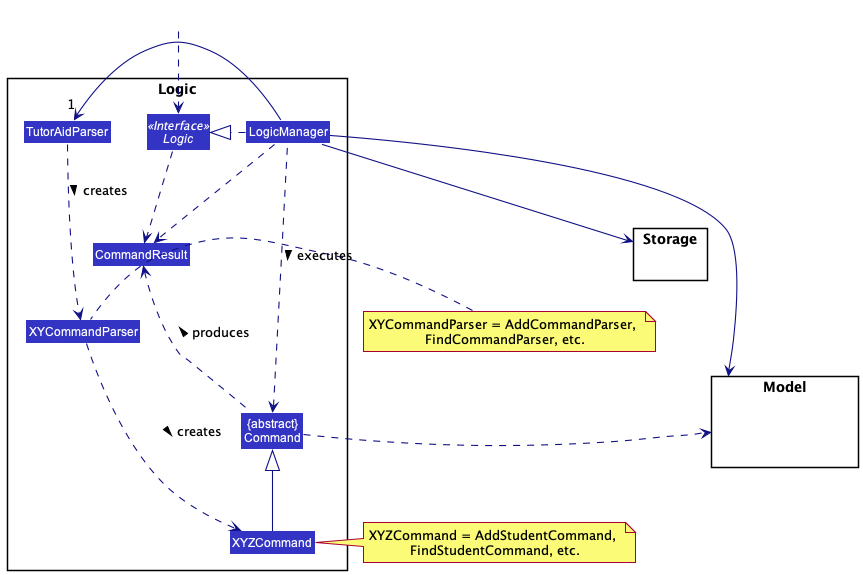 Logic
1
TutorAidParser
«Interface»
Logic
LogicManager
creates
CommandResult
executes
Storage
XYCommandParser
produces
XYCommandParser = AddCommandParser,
FindCommandParser, etc.
Model
{abstract}
Command
creates
XYZCommand
XYZCommand = AddStudentCommand,
FindStudentCommand, etc.